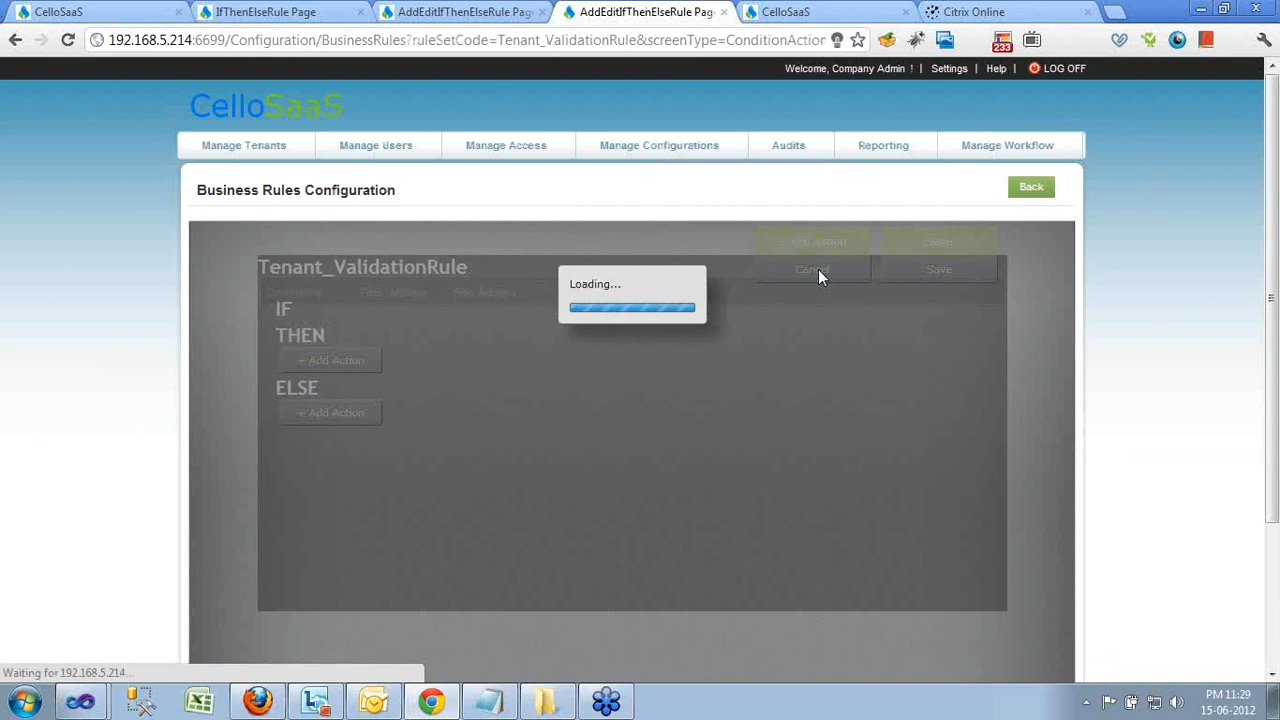 CelloSaaS
IfThenElseRule Page
AddEditIfThenElseRule Pag
AddEditIfThenElseRule Pag
CelloSaaS
Citrix Online
192.168.5.214:6699/Configuration/BusinessRules?ruleSetCode=Tenant_ValidationRule&screenType=ConditionAction
233
Welcome, Company Admin ! | Settings | Help | LOG OFF
CelloSaaS
Manage Tenants
Manage Users
Manage Access
Manage Configurations
Audits
Reporting
Manage Workflow
Business Rules Configuration
Back
+ Add Action
Save
Tenant_ValidationRule
Cancel
Save
Loading...
IF
THEN
+ Add Action
ELSE
+ Add Action
Waiting for 192.168.5.214...
PM 11:29
15-06-2012